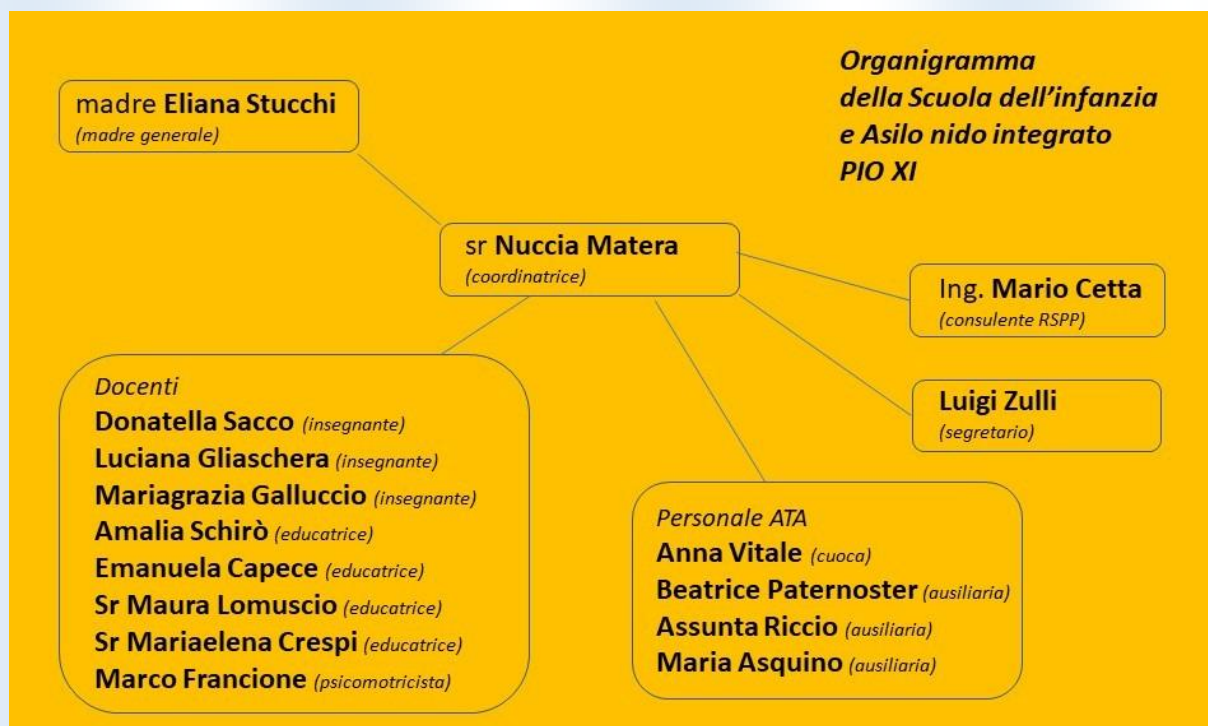 Organigramma
della Scuola dell'infanzia
e Asilo nido integrato
PIO XI
madre Eliana Stucchi
(madre generale)
sr Nuccia Matera
(coordinatrice)
Ing. Mario Cetta
(consulente RSPP)
Luigi Zulli
(segretario)
Docenti
Donatella Sacco (insegnante)
Luciana Gliaschera (insegnante)
Mariagrazia Galluccio (insegnante)
Amalia Schirò (educatrice)
Emanuela Capece (educatrice)
Sr Maura Lomuscio (educatrice)
Sr Mariaelena Crespi (educatrice)
Marco Francione (psicomotricista)
Personale ATA
Anna Vitale (cuoca)
Beatrice Paternoster (ausiliaria)
Assunta Riccio (ausiliaria)
Maria Asquino (ausiliaria)